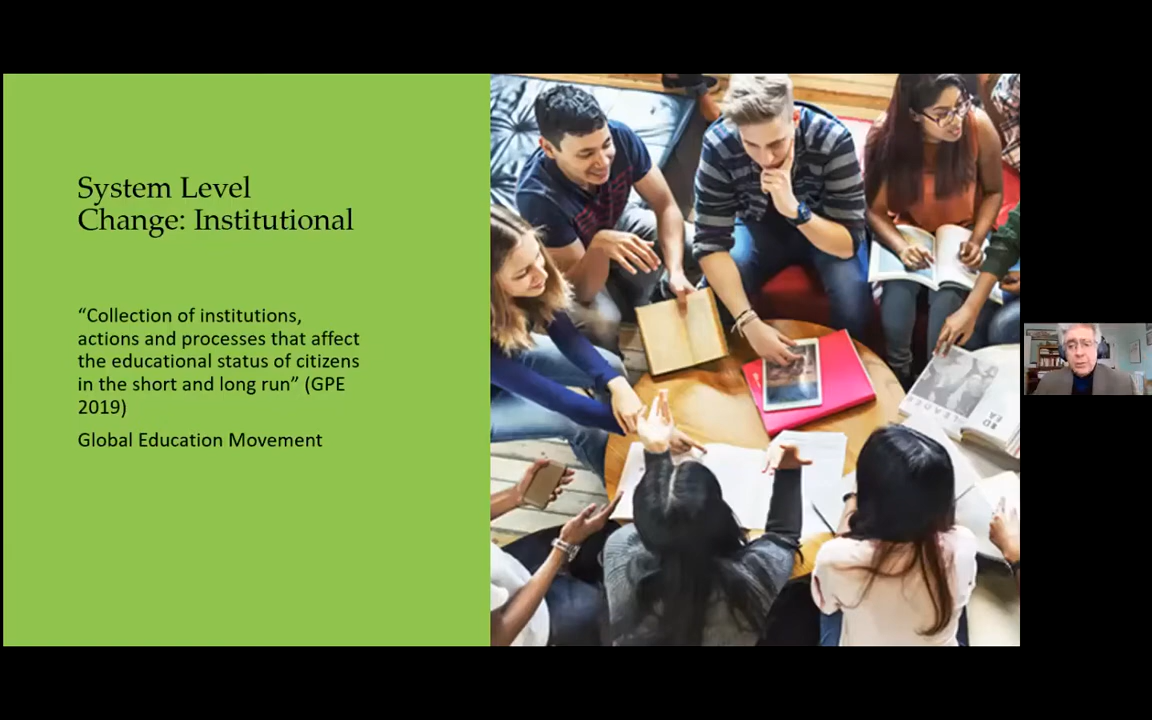 System Level
Change: Institutional
“Collection of institutions,
actions and processes that affect
the educational status of citizens
in the short and long run” (GPE
2019)
Global Education Movement
LEADER